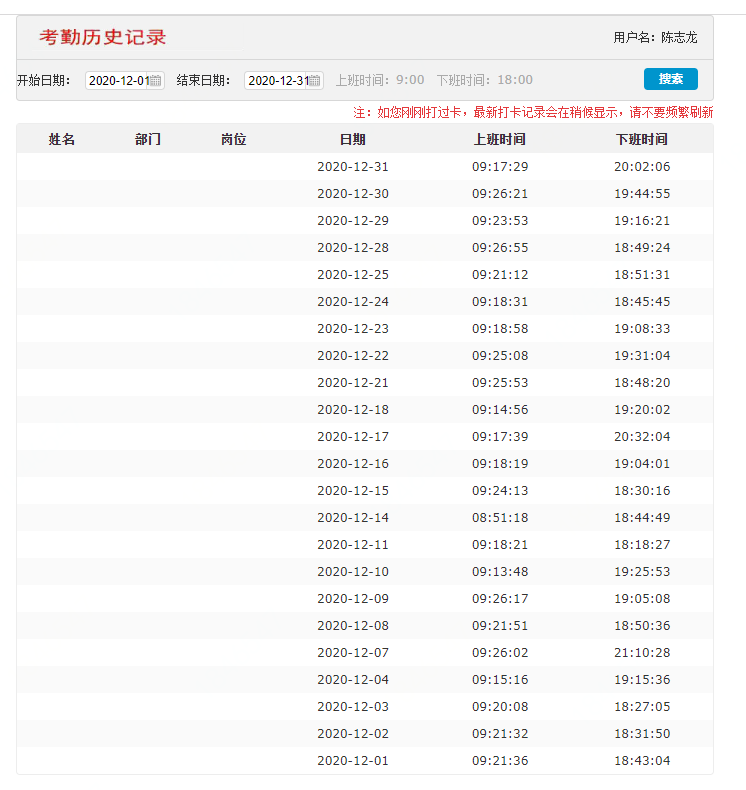 考勤历史记录 用户名：陈志龙
开始日期： 2020-12-01 结束日期： 2020-12-31 上班时间：9:00 下班时间：18:00 搜索
注：如您刚刚打过卡，最新打卡记录会在稍候显示，请不要频繁刷新
姓名 部门 岗位 日期 上班时间 下班时间
2020-12-31 09:17:29 20:02:06
2020-12-30 09:26:21 19:44:55
2020-12-29 09:23:53 19:16:21
2020-12-28 09:26:55 18:49:24
2020-12-25 09:21:12 18:51:31
2020-12-24 09:18:31 18:45:45
2020-12-23 09:18:58 19:08:33
2020-12-22 09:25:08 19:31:04
2020-12-21 09:25:53 18:48:20
2020-12-18 09:14:56 19:20:02
2020-12-17 09:17:39 20:32:04
2020-12-16 09:18:19 19:04:01
2020-12-15 09:24:13 18:30:16
2020-12-14 08:51:18 18:44:49
2020-12-11 09:18:21 18:18:27
2020-12-10 09:13:48 19:25:53
2020-12-09 09:26:17 19:05:08
2020-12-08 09:21:51 18:50:36
2020-12-07 09:26:02 21:10:28
2020-12-04 09:15:16 19:15:36
2020-12-03 09:20:08 18:27:05
2020-12-02 09:21:32 18:31:50
2020-12-01 09:21:36 18:43:04